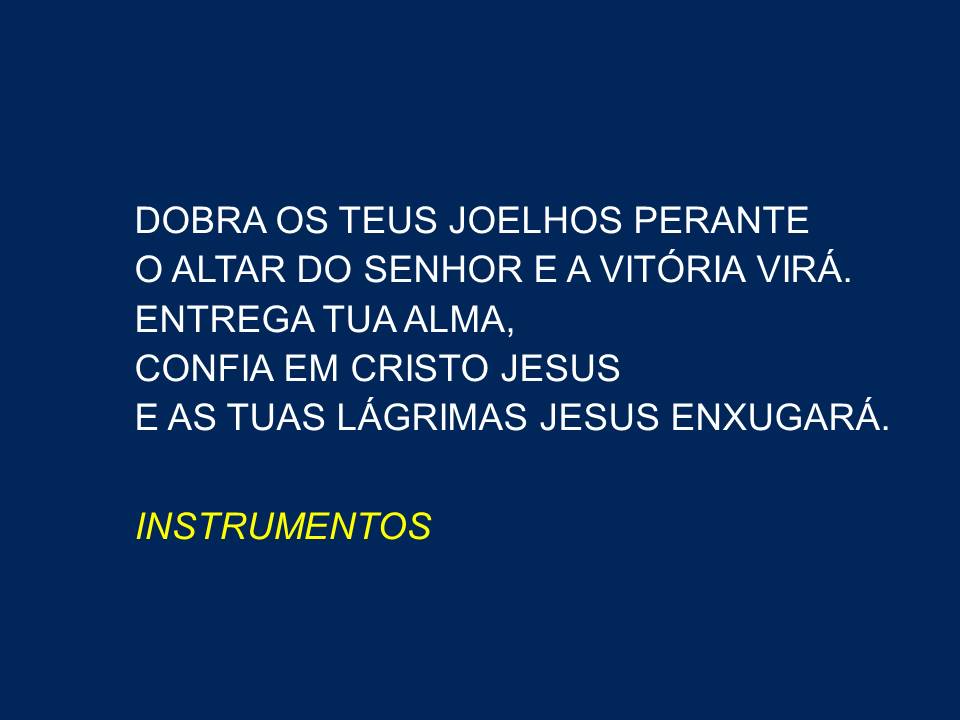 DOBRA OS TEUS JOELHOS PERANTE
O ALTAR DO SENHOR E A VITÓRIA VIRÁ.
ENTREGA TUA ALMA,
CONFIA EM CRISTO JESUS
E AS TUAS LÁGRIMAS JESUS ENXUGARÁ.
INSTRUMENTOS